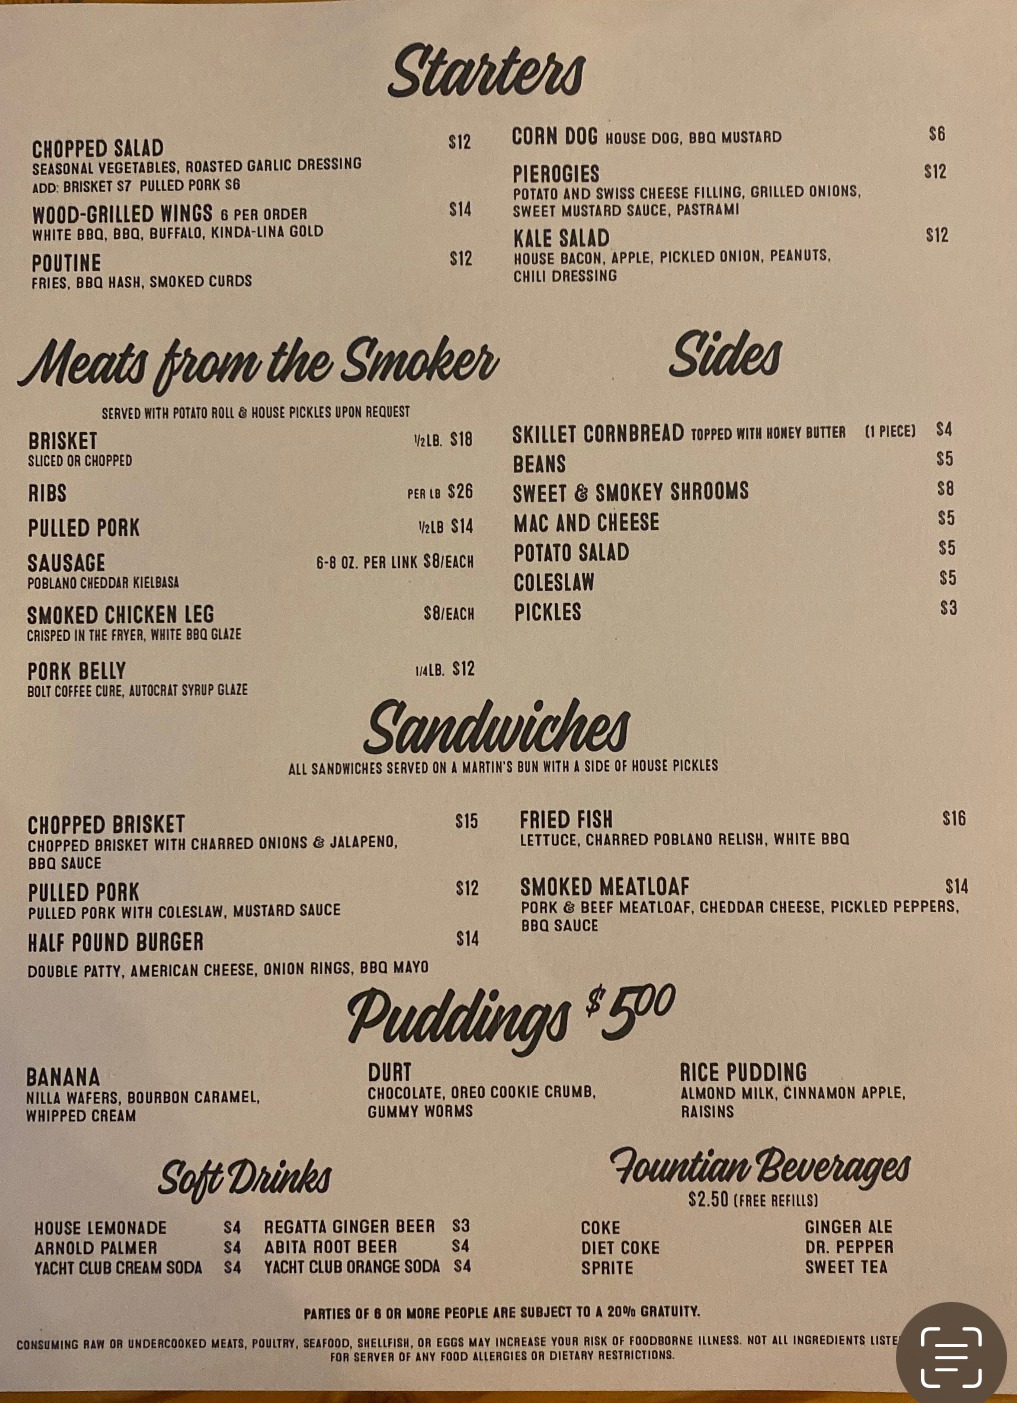 Starters
CHOPPED SALAD $12
SEASONAL VEGETABLES, ROASTED GARLIC DRESSING
ADD: BRISKET $7 PULLED PORK $6
WOOD-GRILLED WINGS 6 PER ORDER $14
WHITE BBQ, BBQ, BUFFALO, KINDA-LINA GOLD
POUTINE $12
FRIES, BBQ HASH, SMOKED CURDS
CORN DOG HOUSE DOG, BBQ MUSTARD $6
PIEROGIES $12
POTATO AND SWISS CHEESE FILLING, GRILLED ONIONS,
SWEET MUSTARD SAUCE, PASTRAMI
KALE SALAD $12
HOUSE BACON, APPLE, PICKLED ONION, PEANUTS,
CHILI DRESSING
Meats from the Smoker
SERVED WITH POTATO ROLL & HOUSE PICKLES UPON REQUEST
BRISKET 1/2LB. $18
SLICED OR CHOPPED
RIBS PER LB $26
PULLED PORK 1/2LB $14
SAUSAGE 6-8 OZ. PER LINK $8/EACH
POBLANO CHEDDAR KIELBASA
SMOKED CHICKEN LEG $8/EACH
CRISPED IN THE FRYER, WHITE BBQ GLAZE
PORK BELLY 1/4LB. $12
BOLT COFFEE CURE, AUTOCRAT SYRUP GLAZE
Sides
SKILLET CORNBREAD TOPPED WITH HONEY BUTTER (1 PIECE) $4
BEANS $5
SWEET & SMOKEY SHROOMS $8
MAC AND CHEESE $5
POTATO SALAD $5
COLESLAW $5
PICKLES $3
Sandwiches
ALL SANDWICHES SERVED ON A MARTIN'S BUN WITH A SIDE OF HOUSE PICKLES
CHOPPED BRISKET $15
CHOPPED BRISKET WITH CHARRED ONIONS & JALAPENO,
BBQ SAUCE
PULLED PORK $12
PULLED PORK WITH COLESLAW, MUSTARD SAUCE
HALF POUND BURGER $14
DOUBLE PATTY, AMERICAN CHEESE, ONION RINGS, BBQ MAYO
FRIED FISH $16
LETTUCE, CHARRED POBLANO RELISH, WHITE BBQ
SMOKED MEATLOAF $14
PORK & BEEF MEATLOAF, CHEDDAR CHEESE, PICKLED PEPPERS,
BBQ SAUCE
Puddings $5.00
BANANA
NILLA WAFERS, BOURBON CARAMEL,
WHIPPED CREAM
DURT
CHOCOLATE, OREO COOKIE CRUMB,
GUMMY WORMS
RICE PUDDING
ALMOND MILK, CINNAMON APPLE,
RAISINS
Soft Drinks
HOUSE LEMONADE $4 REGATTA GINGER BEER $3
ARNOLD PALMER $4 ABITA ROOT BEER $4
YACHT CLUB CREAM SODA $4 YACHT CLUB ORANGE SODA $4
Fountian Beverages
$2.50 (FREE REFILLS)
COKE GINGER ALE
DIET COKE DR. PEPPER
SPRITE SWEET TEA
PARTIES OF 6 OR MORE PEOPLE ARE SUBJECT TO A 20% GRATUITY.
CONSUMING RAW OR UNDERCOOKED MEATS, POULTRY, SEAFOOD, SHELLFISH, OR EGGS MAY INCREASE YOUR RISK OF FOODBORNE ILLNESS. NOT ALL INGREDIENTS LISTE
FOR SERVER OF ANY FOOD ALLERGIES OR DIETARY RESTRICTIONS.